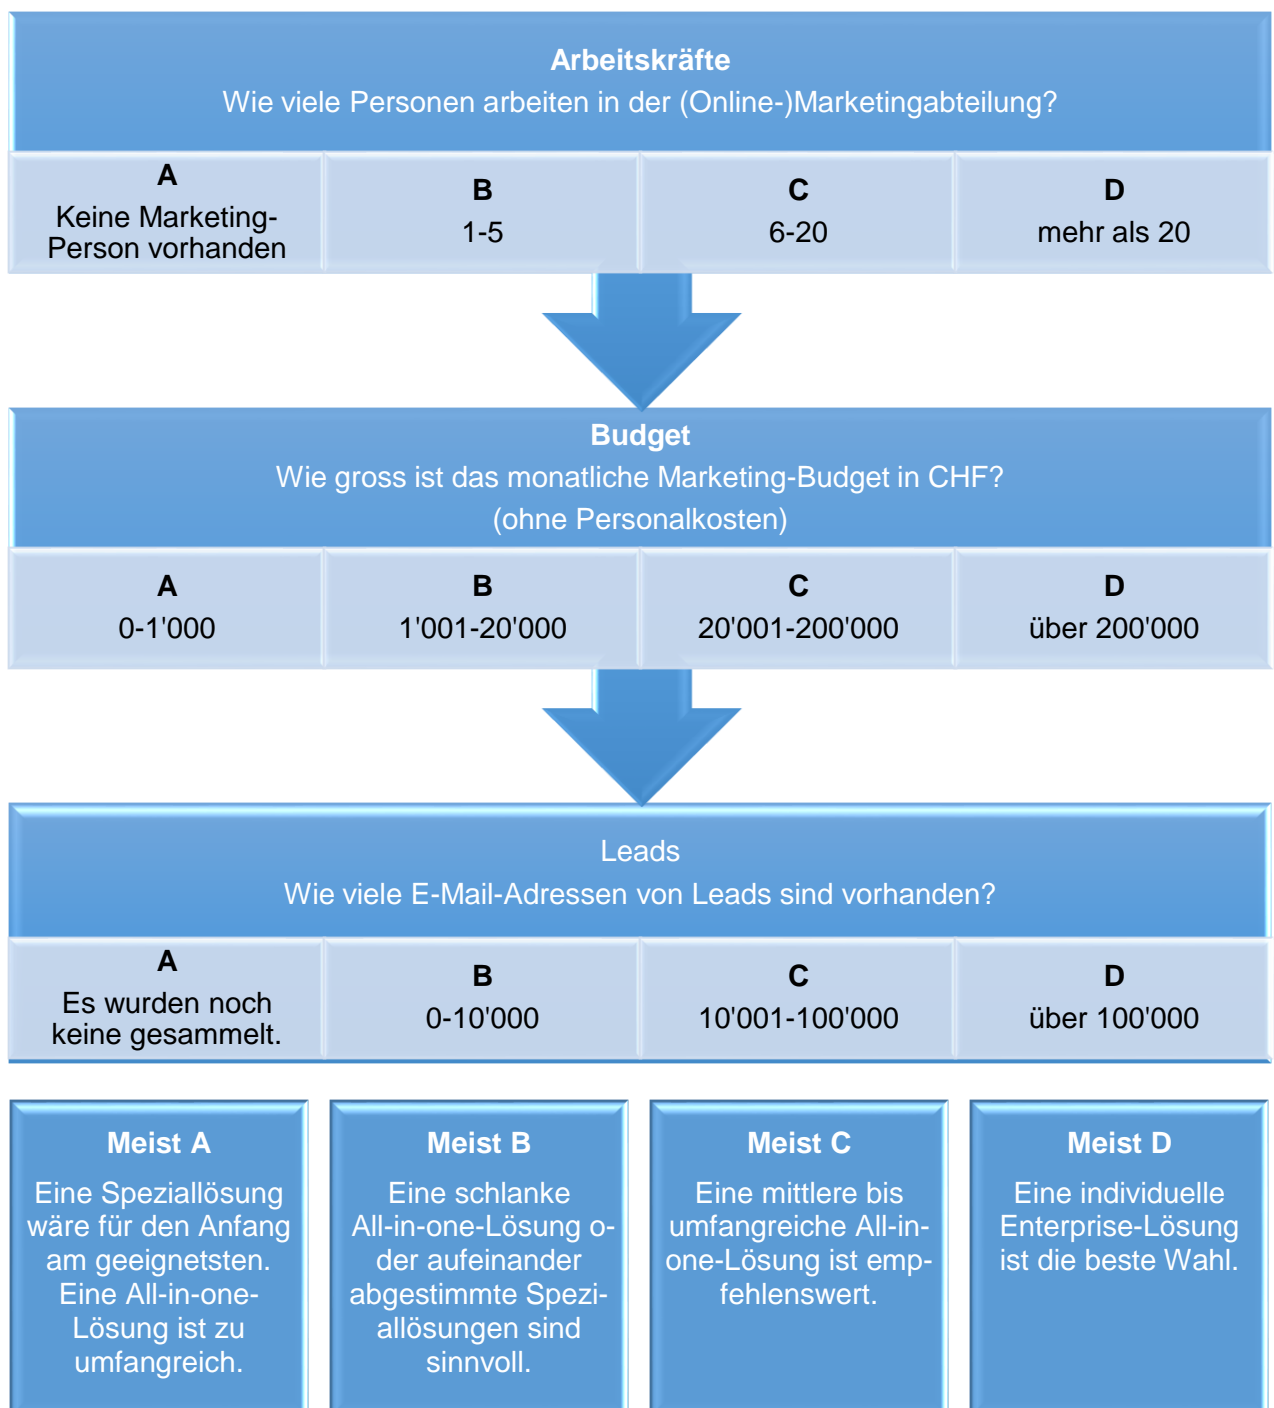 Arbeitskräfte
Wie viele Personen arbeiten in der (Online-)Marketingabteilung?
A
Keine Marketing-
Person vorhanden
B
1-5
C
6-20
D
mehr als 20
Budget
Wie gross ist das monatliche Marketing-Budget in CHF?
(ohne Personalkosten)
A
0-1'000
B
1'001-20'000
C
20'001-200'000
D
über 200'000
Leads
Wie viele E-Mail-Adressen von Leads sind vorhanden?
A
Es wurden noch
keine gesammelt.
B
0-10'000
C
10'001-100'000
D
über 100'000
Meist A
Eine Speziallösung
wäre für den Anfang
am geeignetsten.
Eine All-in-one-
Lösung ist zu
umfangreich.
Meist B
Eine schlanke
All-in-one-Lösung o-
der aufeinander
abgestimmte Spezi-
allösungen sind
sinnvoll.
Meist C
Eine mittlere bis
umfangreiche All-in-
one-Lösung ist emp-
fehlenswert.
Meist D
Eine individuelle
Enterprise-Lösung
ist die beste Wahl.